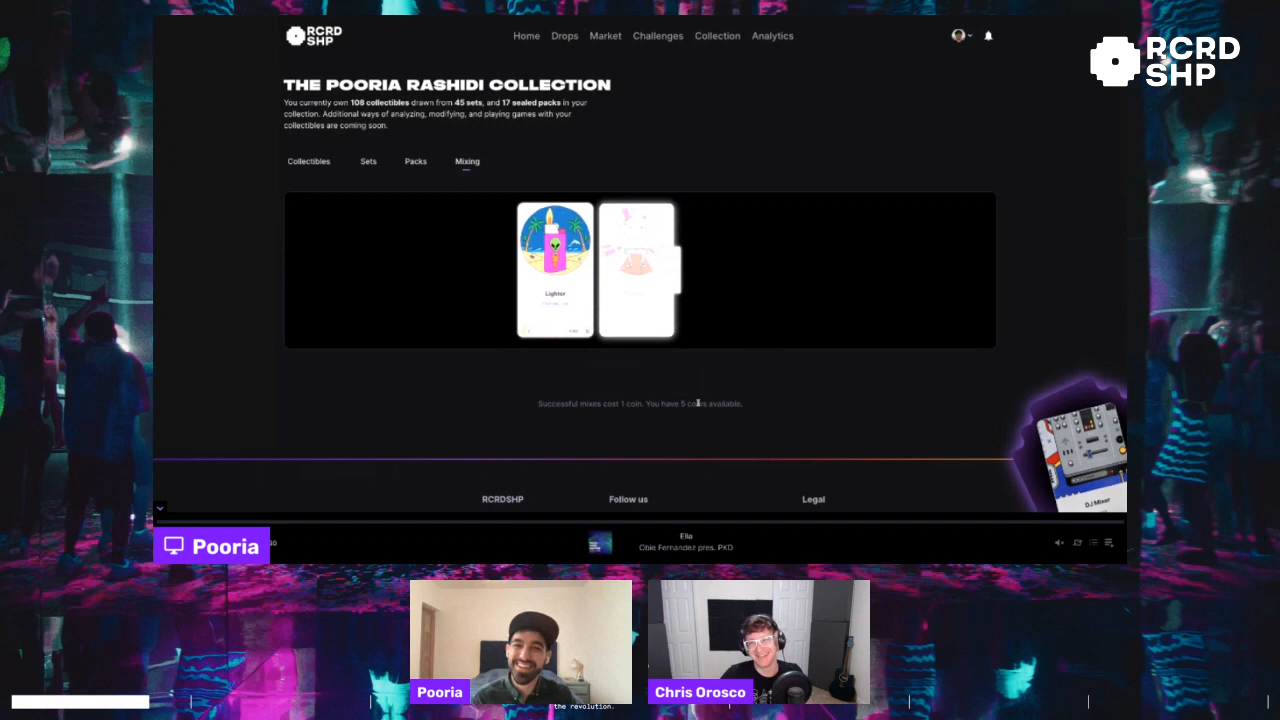 RCRD
SHP
Home Drops Market Challenges Collection Analytics
RCRD
SHP
THE POORIA RASHIDI COLLECTION
You currently own 108 collectibles drawn from 45 sets, and 17 sealed packs in your
collection. Additional ways of analyzing, modifying, and playing games with your
collectibles are coming soon.
Collectibles Sets Packs Mixing
Lighter
Successful mixes cost 1 coin. You have 5 coins available.
DJ Mixer
RCRDSHP Follow us Legal
Ella
Obie Fernandez pres. PKD
Pooria
Pooria
Chris Orosco
the revolution.